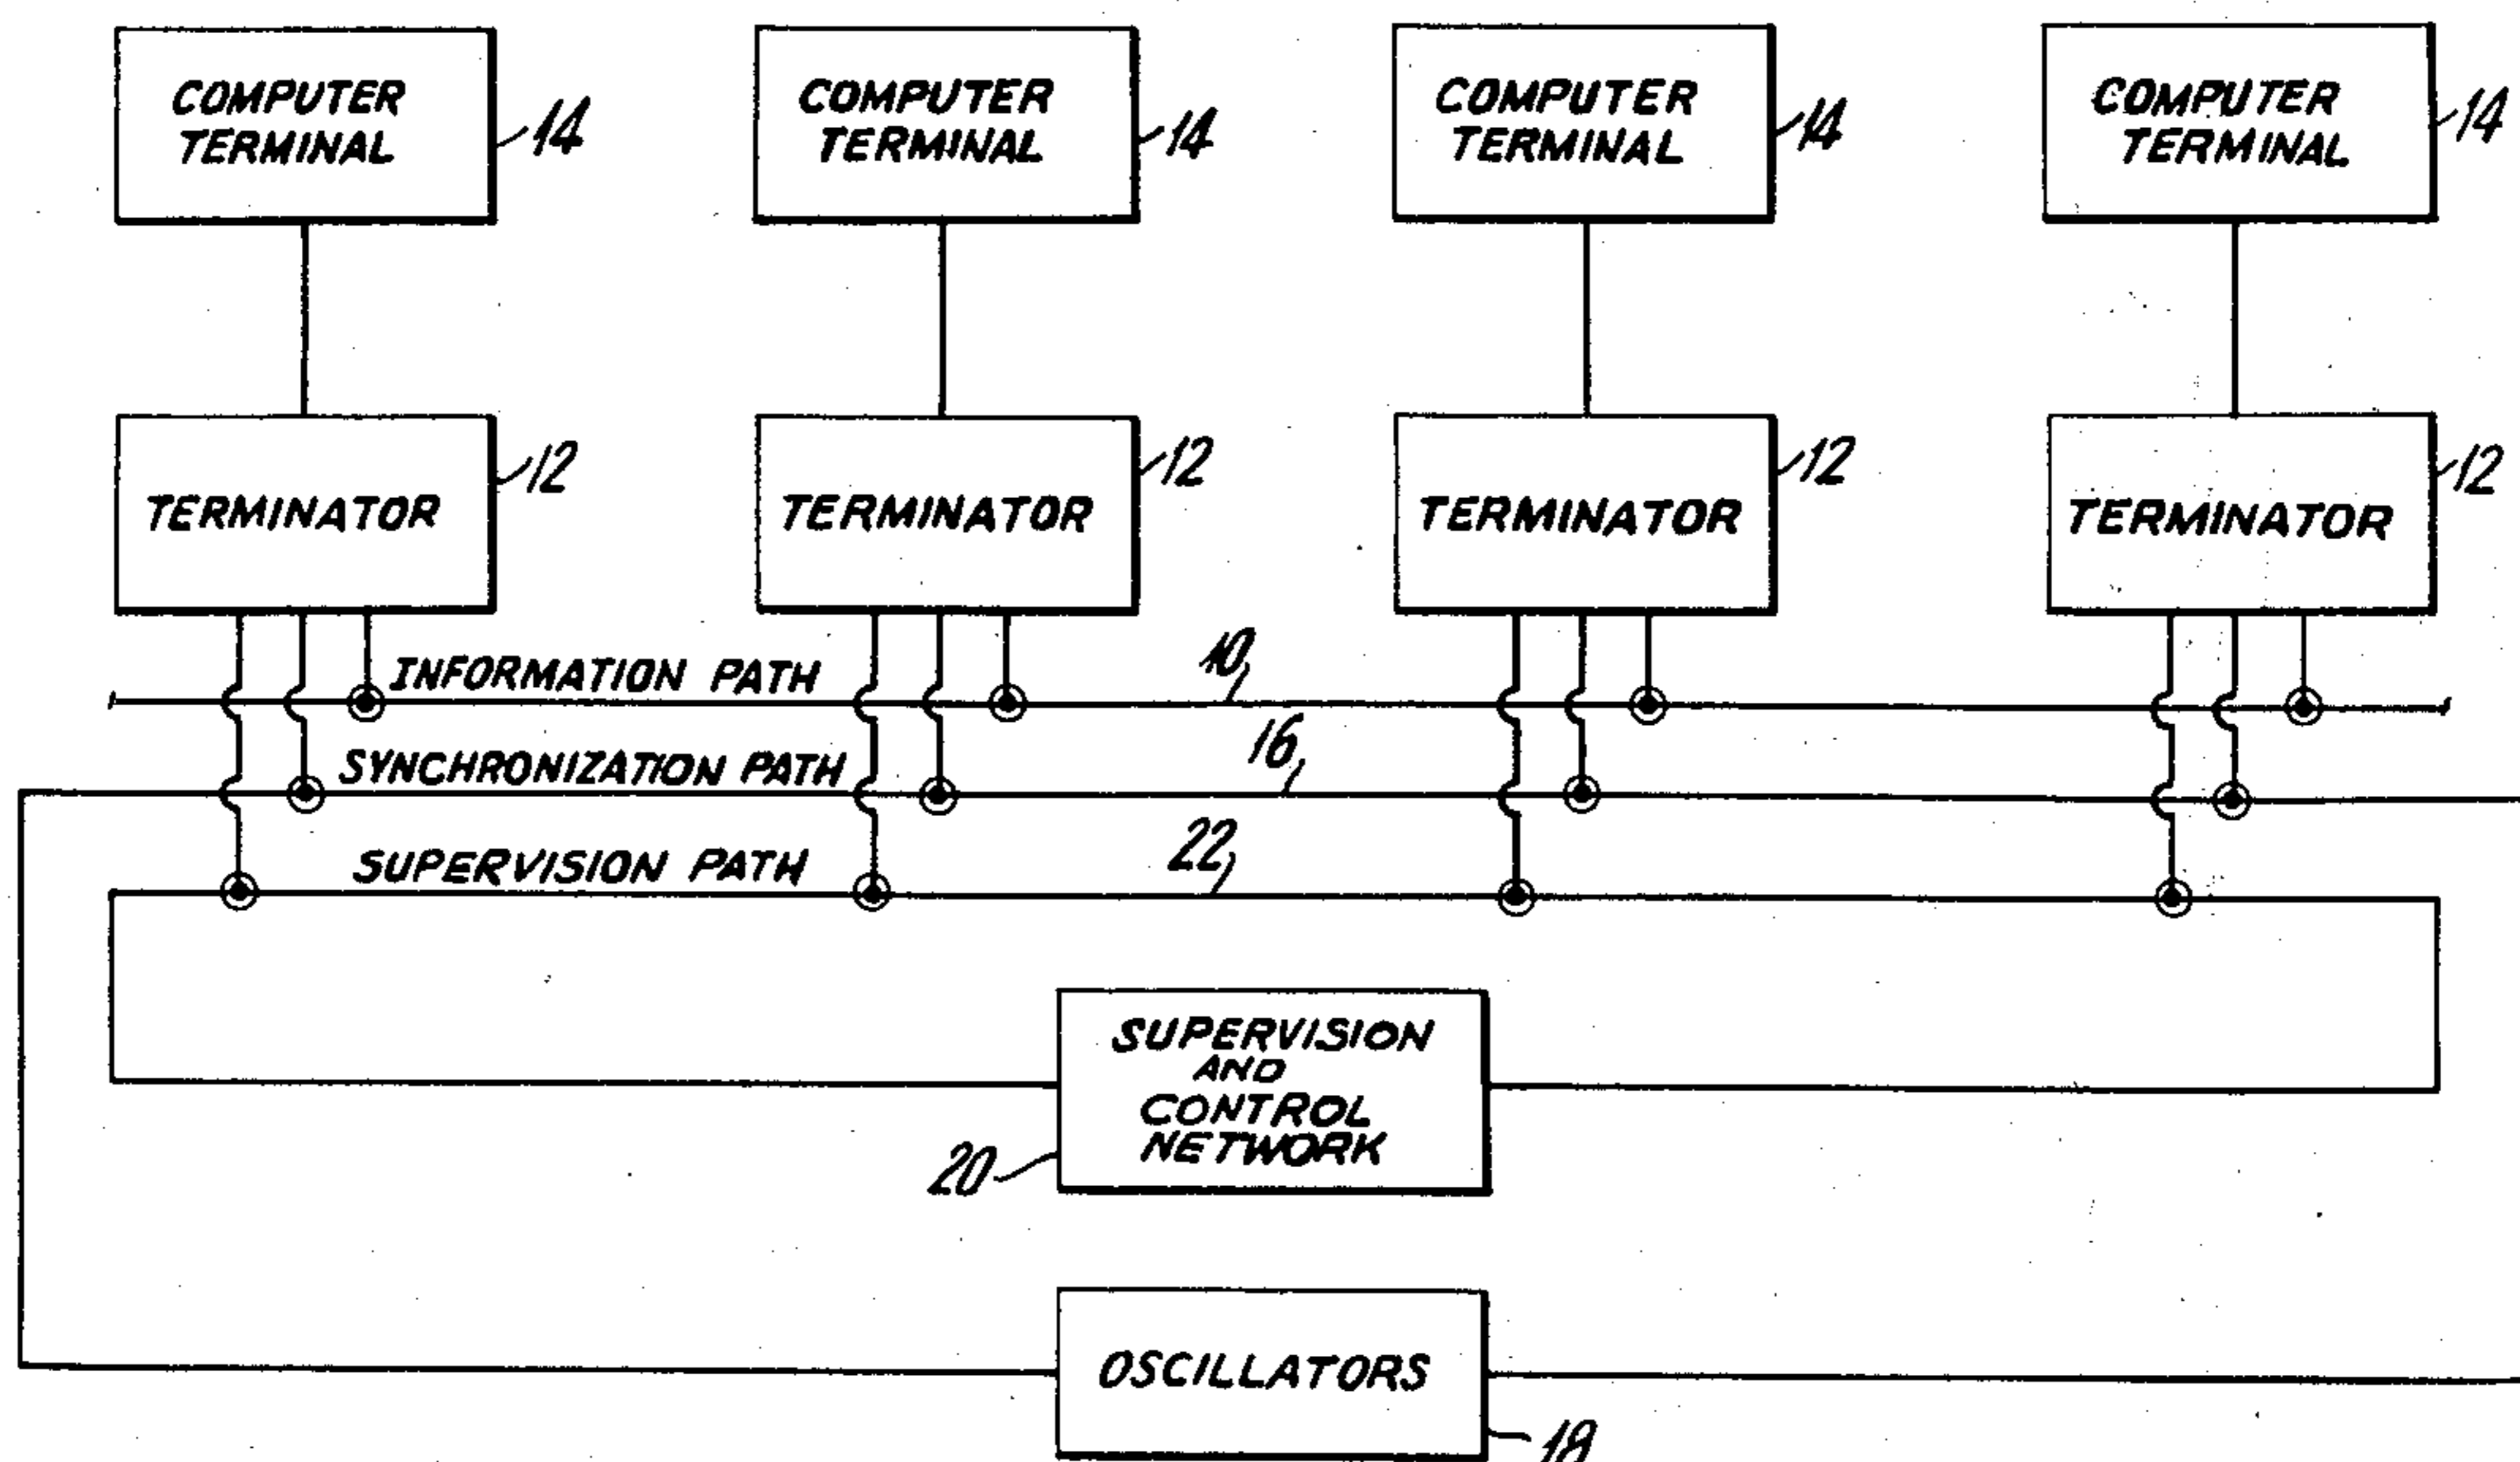 COMPUTER
TERMINAL
14
COMPUTER
TERMINAL
14
COMPUTER
TERMINAL
14
COMPUTER
TERMINAL
14
TERMINATOR
12
TERMINATOR
12
TERMINATOR
12
TERMINATOR
12
INFORMATION PATH
10
SYNCHRONIZATION PATH
16
SUPERVISION PATH
22
SUPERVISION
AND
CONTROL
NETWORK
20
OSCILLATORS
18